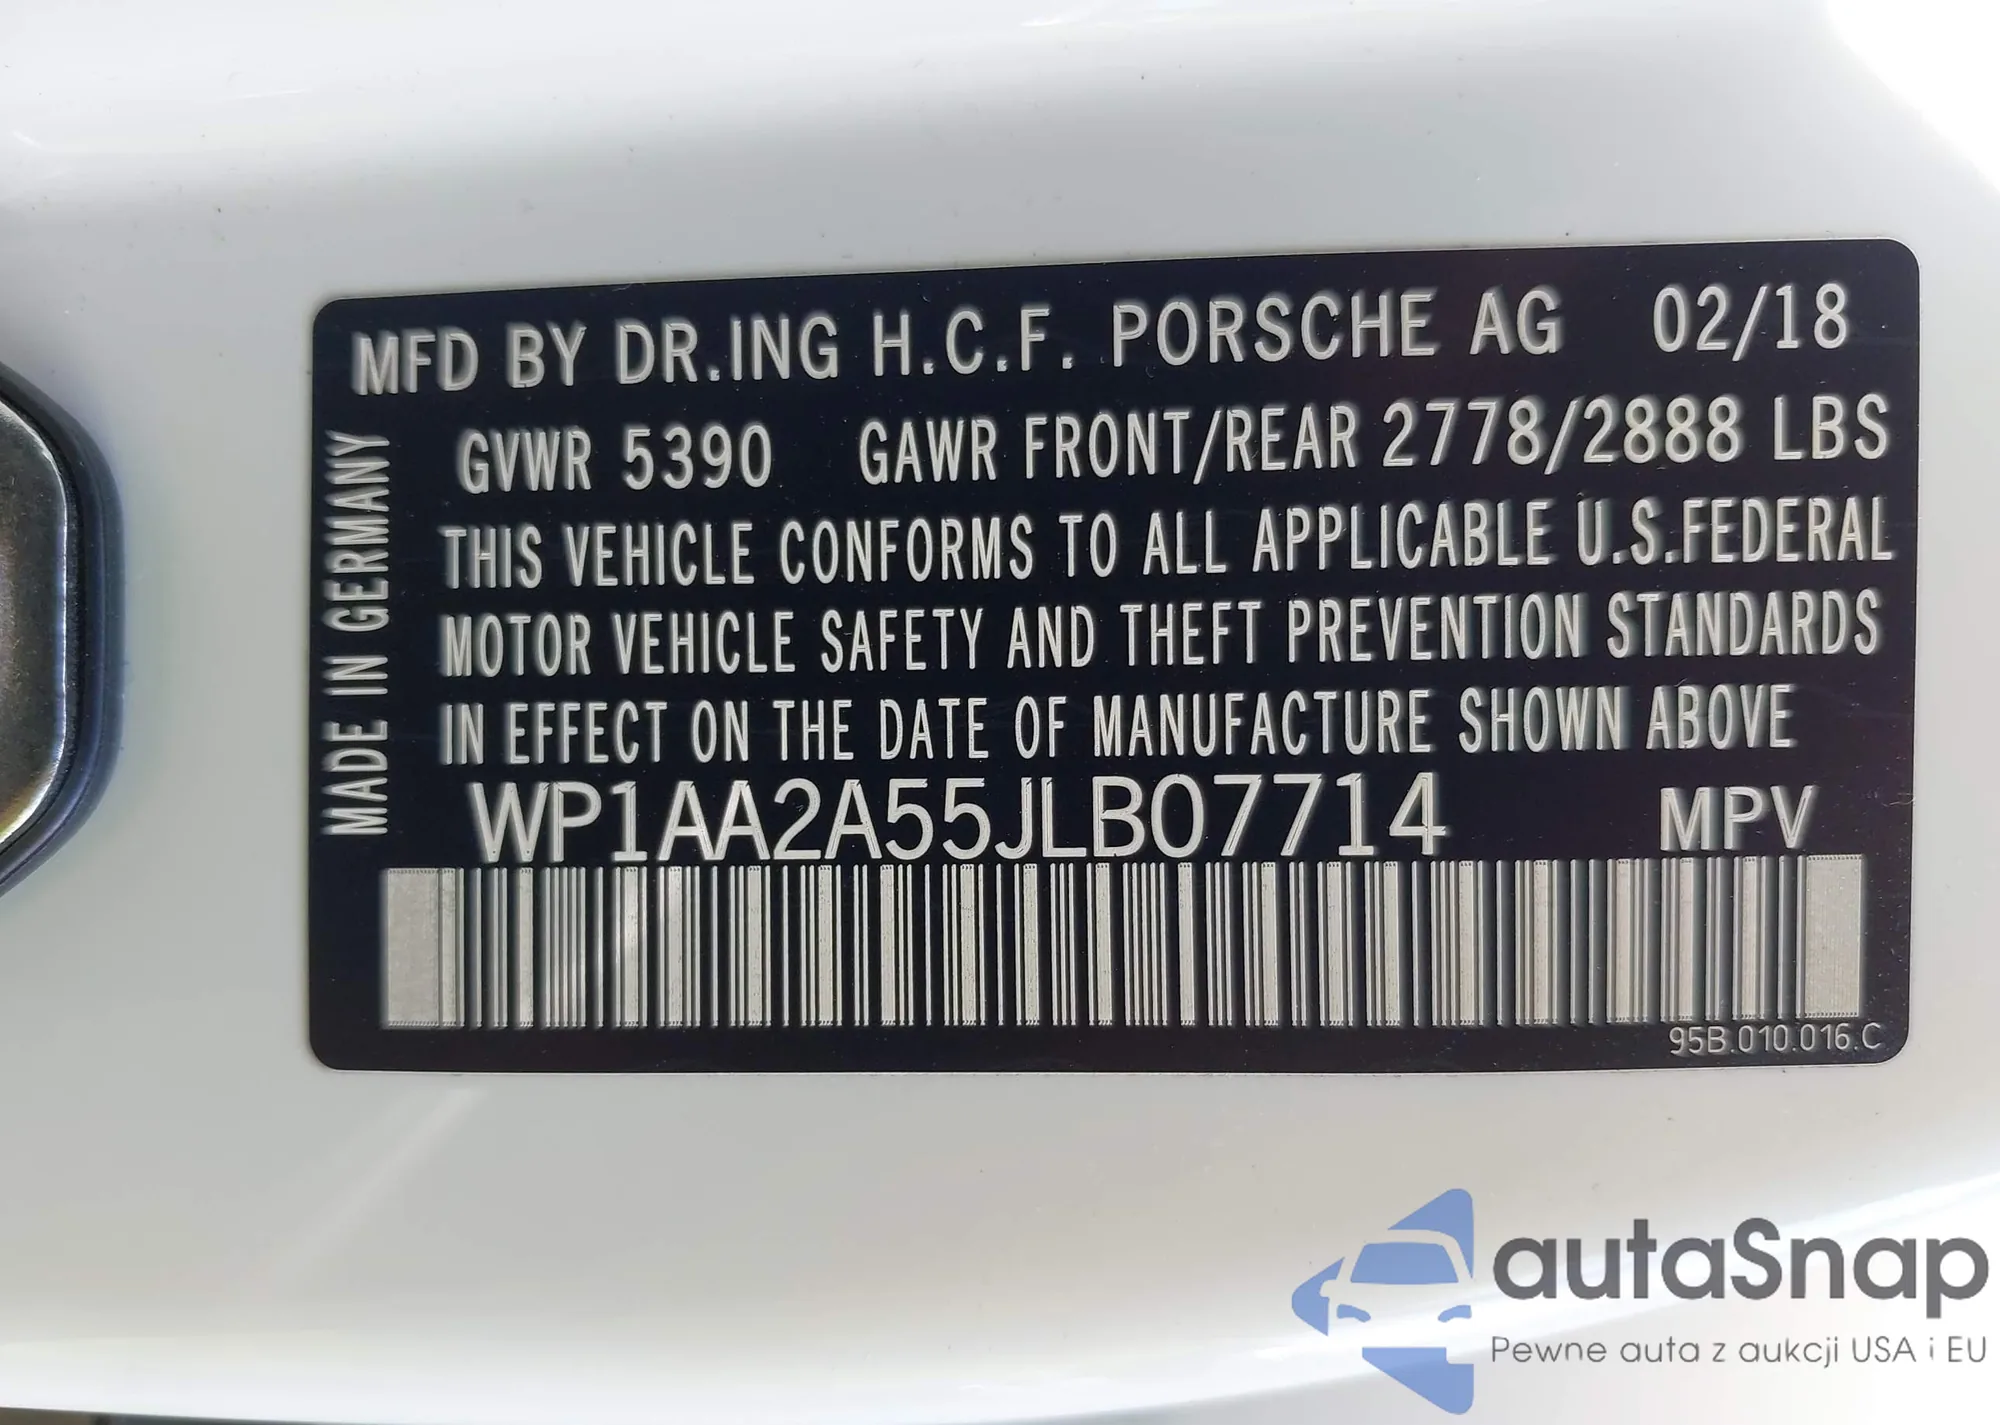 MFD BY DR.ING H.C.F. PORSCHE AG 02/18
GVWR 5390 GAWR FRONT/REAR 2778/2888 LBS
THIS VEHICLE CONFORMS TO ALL APPLICABLE U.S.FEDERAL
MOTOR VEHICLE SAFETY AND THEFT PREVENTION STANDARDS
IN EFFECT ON THE DATE OF MANUFACTURE SHOWN ABOVE
WP1AA2A55JLB07714 MPV
MADE IN GERMANY
95B.010.016.C
autaSnap
Pewne auta z aukcji USA i EU